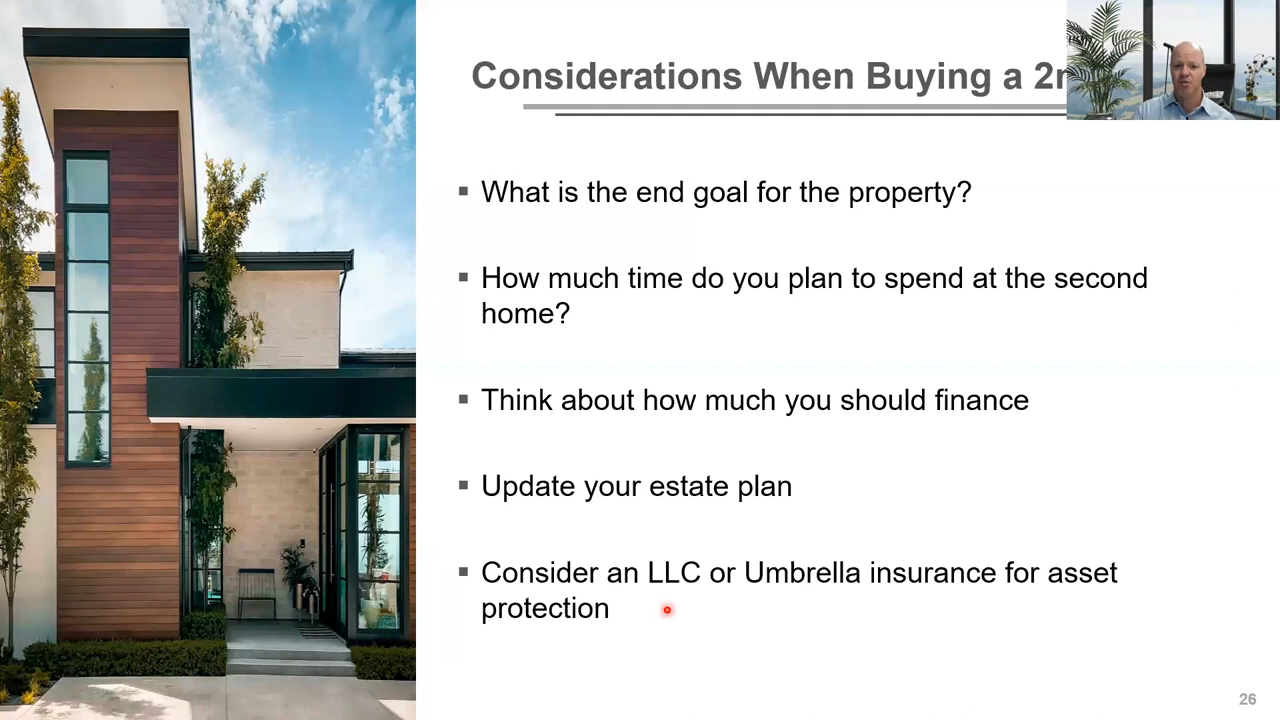 Considerations When Buying a
▪ What is the end goal for the property?
▪ How much time do you plan to spend at the second
home?
▪ Think about how much you should finance
▪ Update your estate plan
▪ Consider an LLC or Umbrella insurance for asset
protection
26